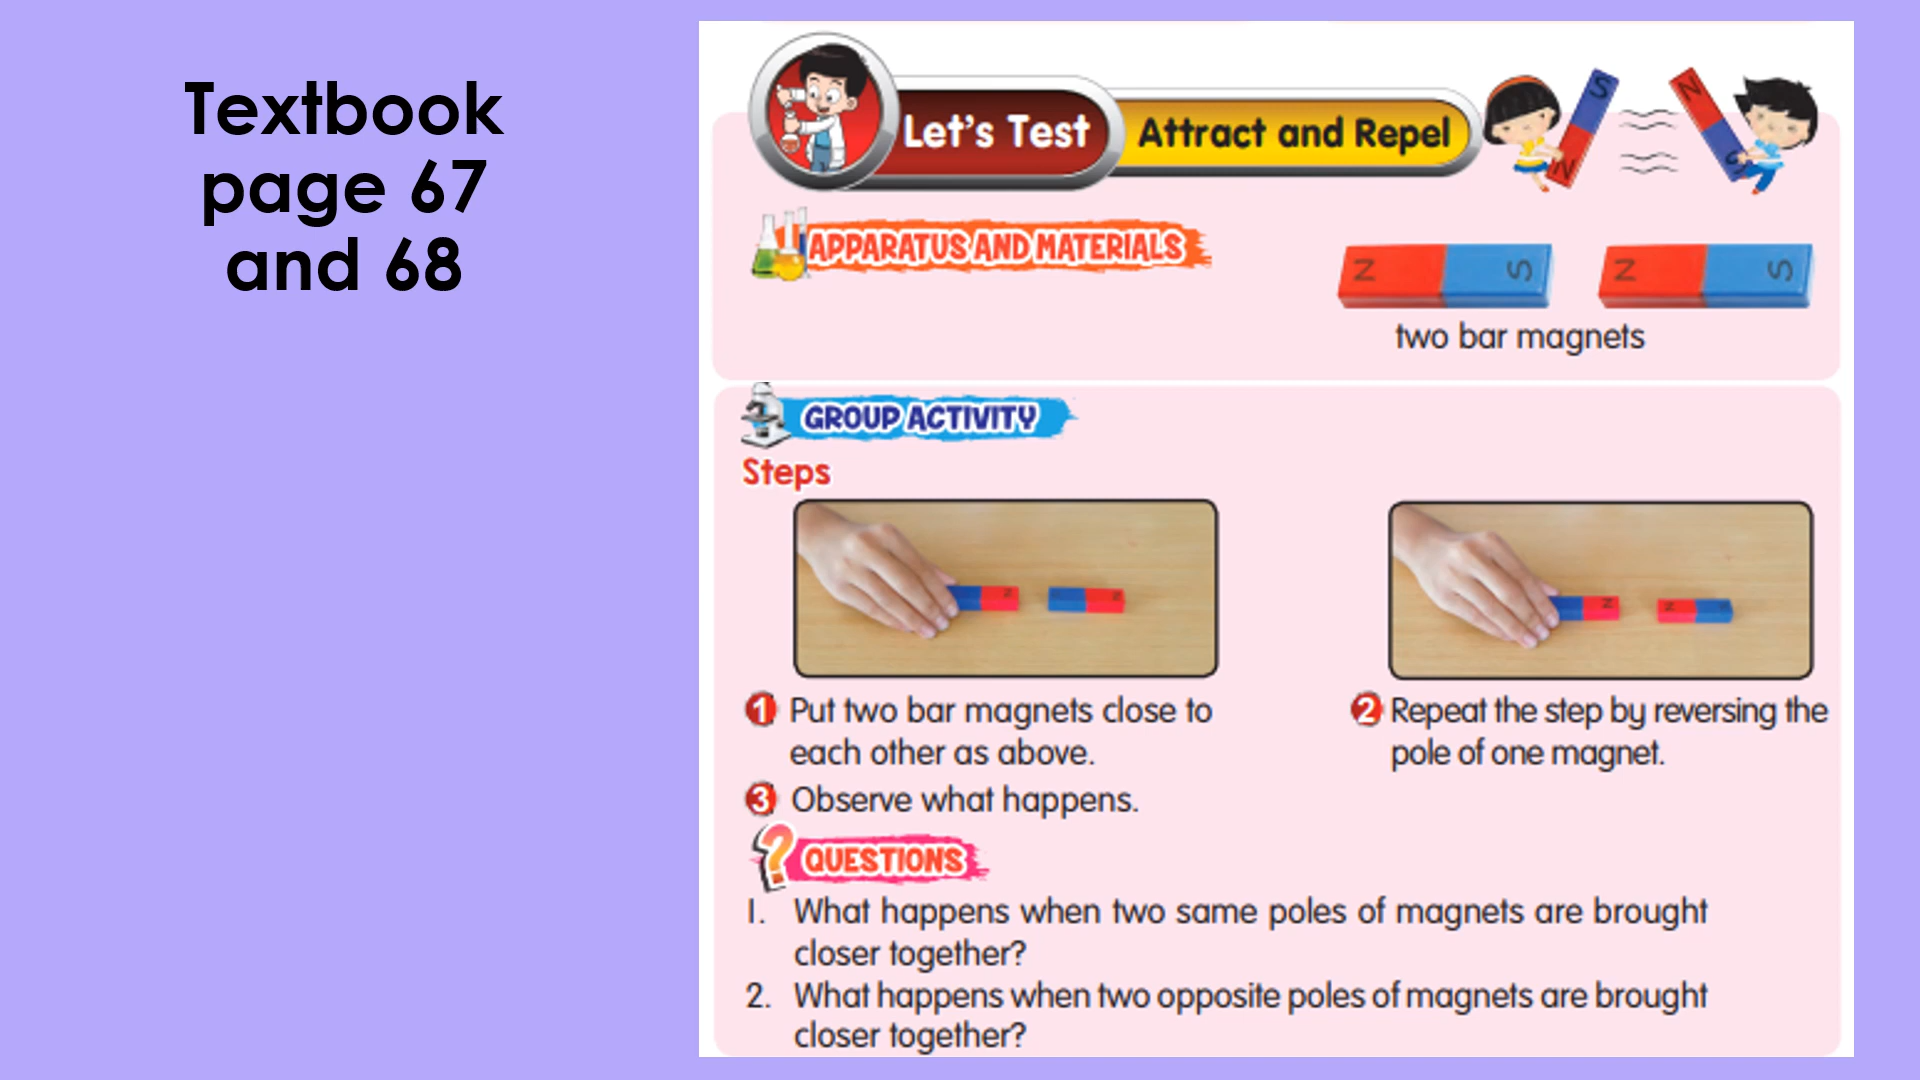 Textbook
page 67
and 68
Let's Test
Attract and Repel
S
N
N
S
APPARATUS AND MATERIALS
N
S
N
S
two bar magnets
GROUP ACTIVITY
Steps
N
N
N
N
1 Put two bar magnets close to
each other as above.
2 Repeat the step by reversing the
pole of one magnet.
3 Observe what happens.
? QUESTIONS
1. What happens when two same poles of magnets are brought
closer together?
2. What happens when two opposite poles of magnets are brought
closer together?